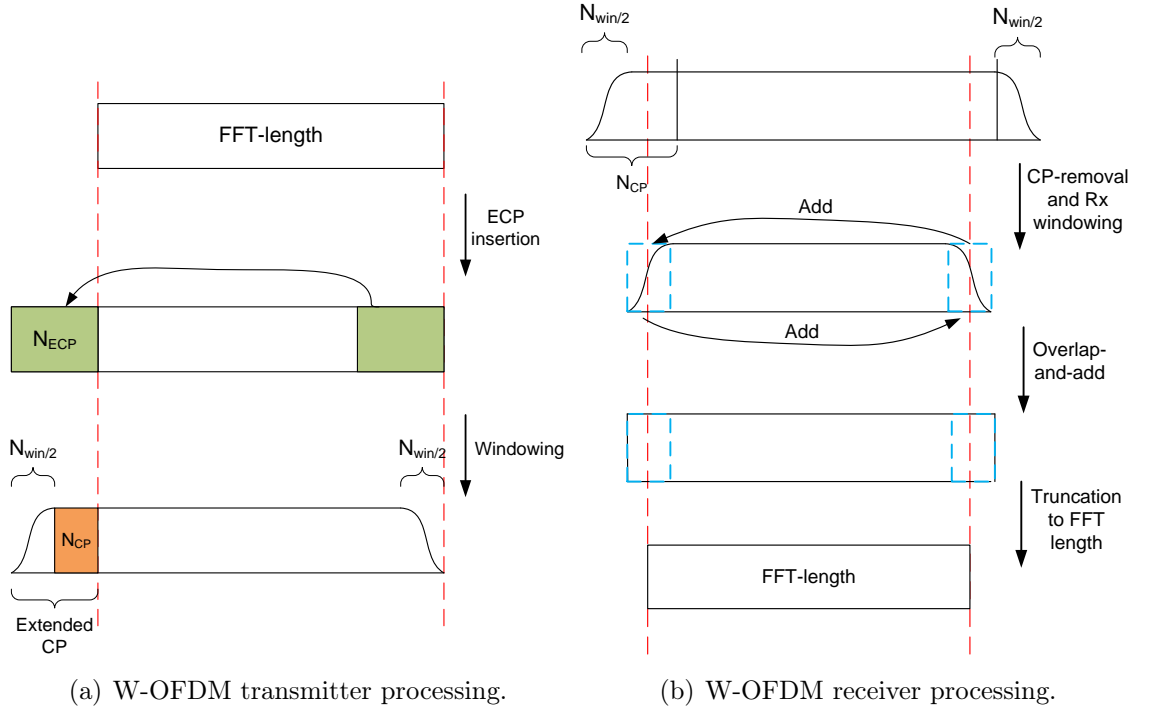 FFT-length
ECP
insertion
N_ECP
N_win/2
N_win/2
Windowing
N_CP
Extended
CP
(a) W-OFDM transmitter processing.
N_win/2
N_win/2
N_CP
CP-removal
and Rx
windowing
Add
Add
Overlap-
and-add
Truncation
to FFT
length
FFT-length
(b) W-OFDM receiver processing.